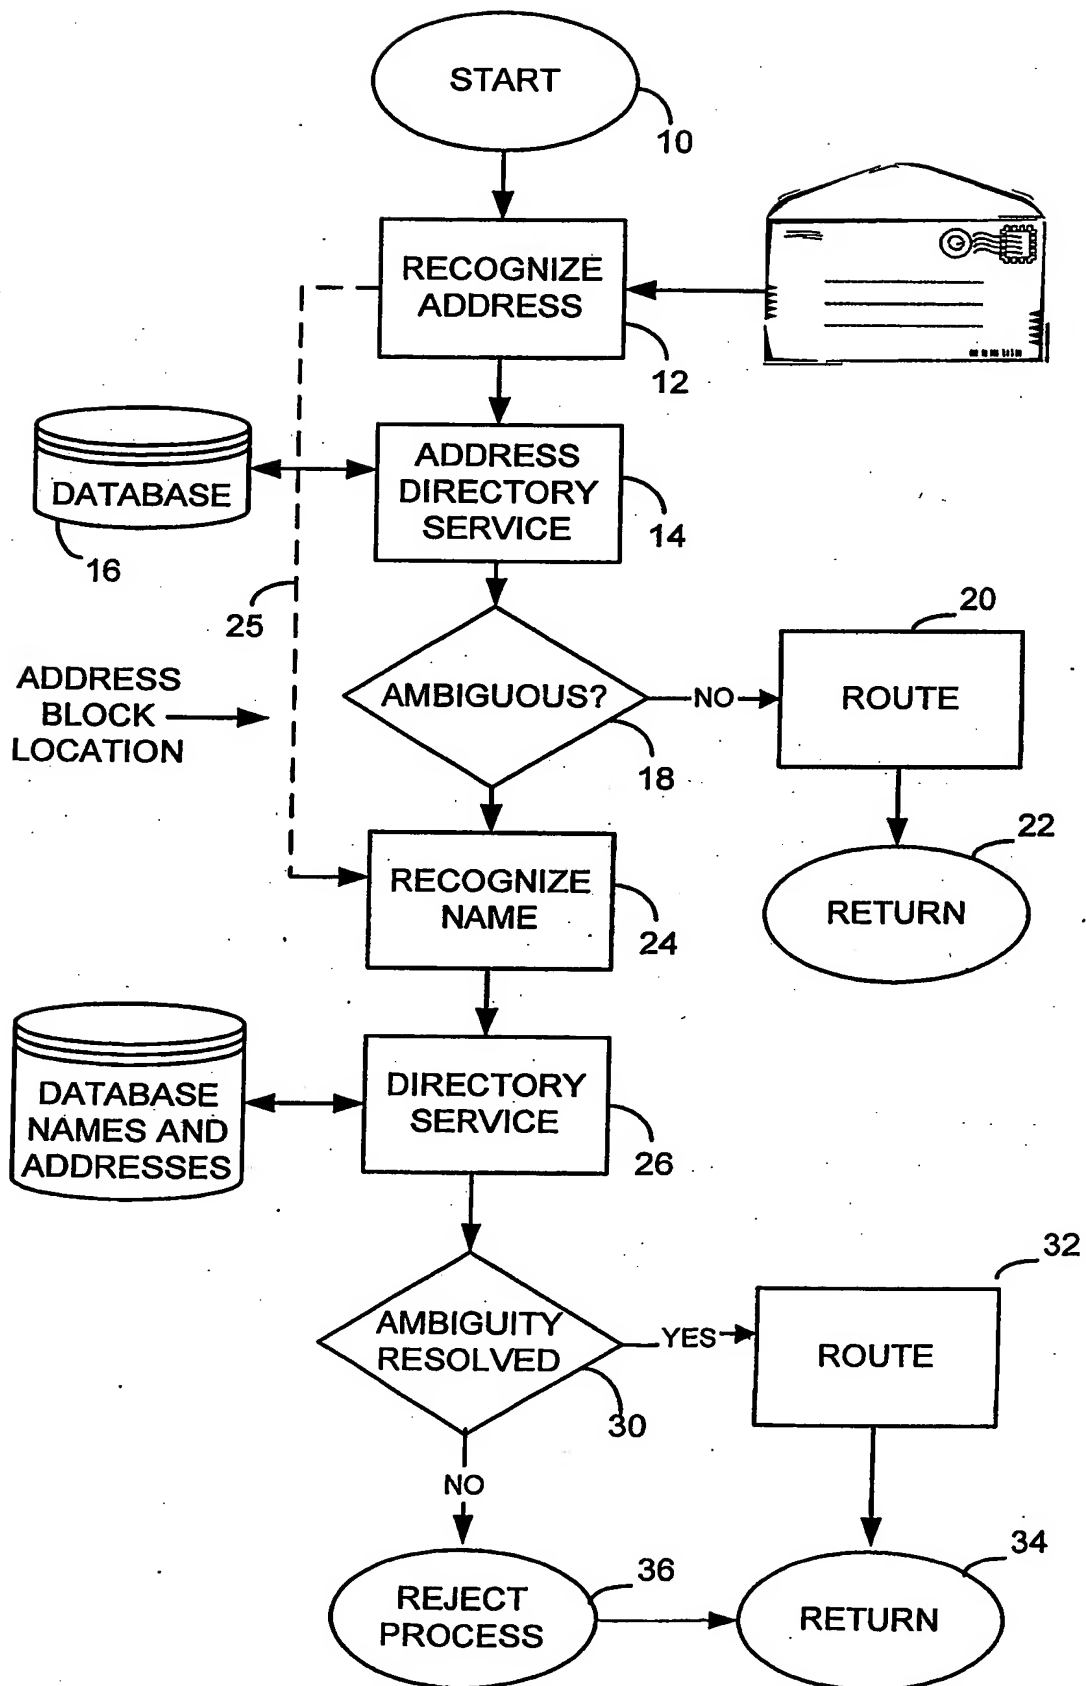 START
10
RECOGNIZE
ADDRESS
12
ADDRESS
DIRECTORY
SERVICE
14
DATABASE
16
25
ADDRESS
BLOCK
LOCATION
AMBIGUOUS?
18
NO
20
ROUTE
22
RETURN
RECOGNIZE
NAME
24
DATABASE
NAMES AND
ADDRESSES
DIRECTORY
SERVICE
26
AMBIGUITY
RESOLVED
30
YES
32
ROUTE
NO
REJECT
PROCESS
36
34
RETURN